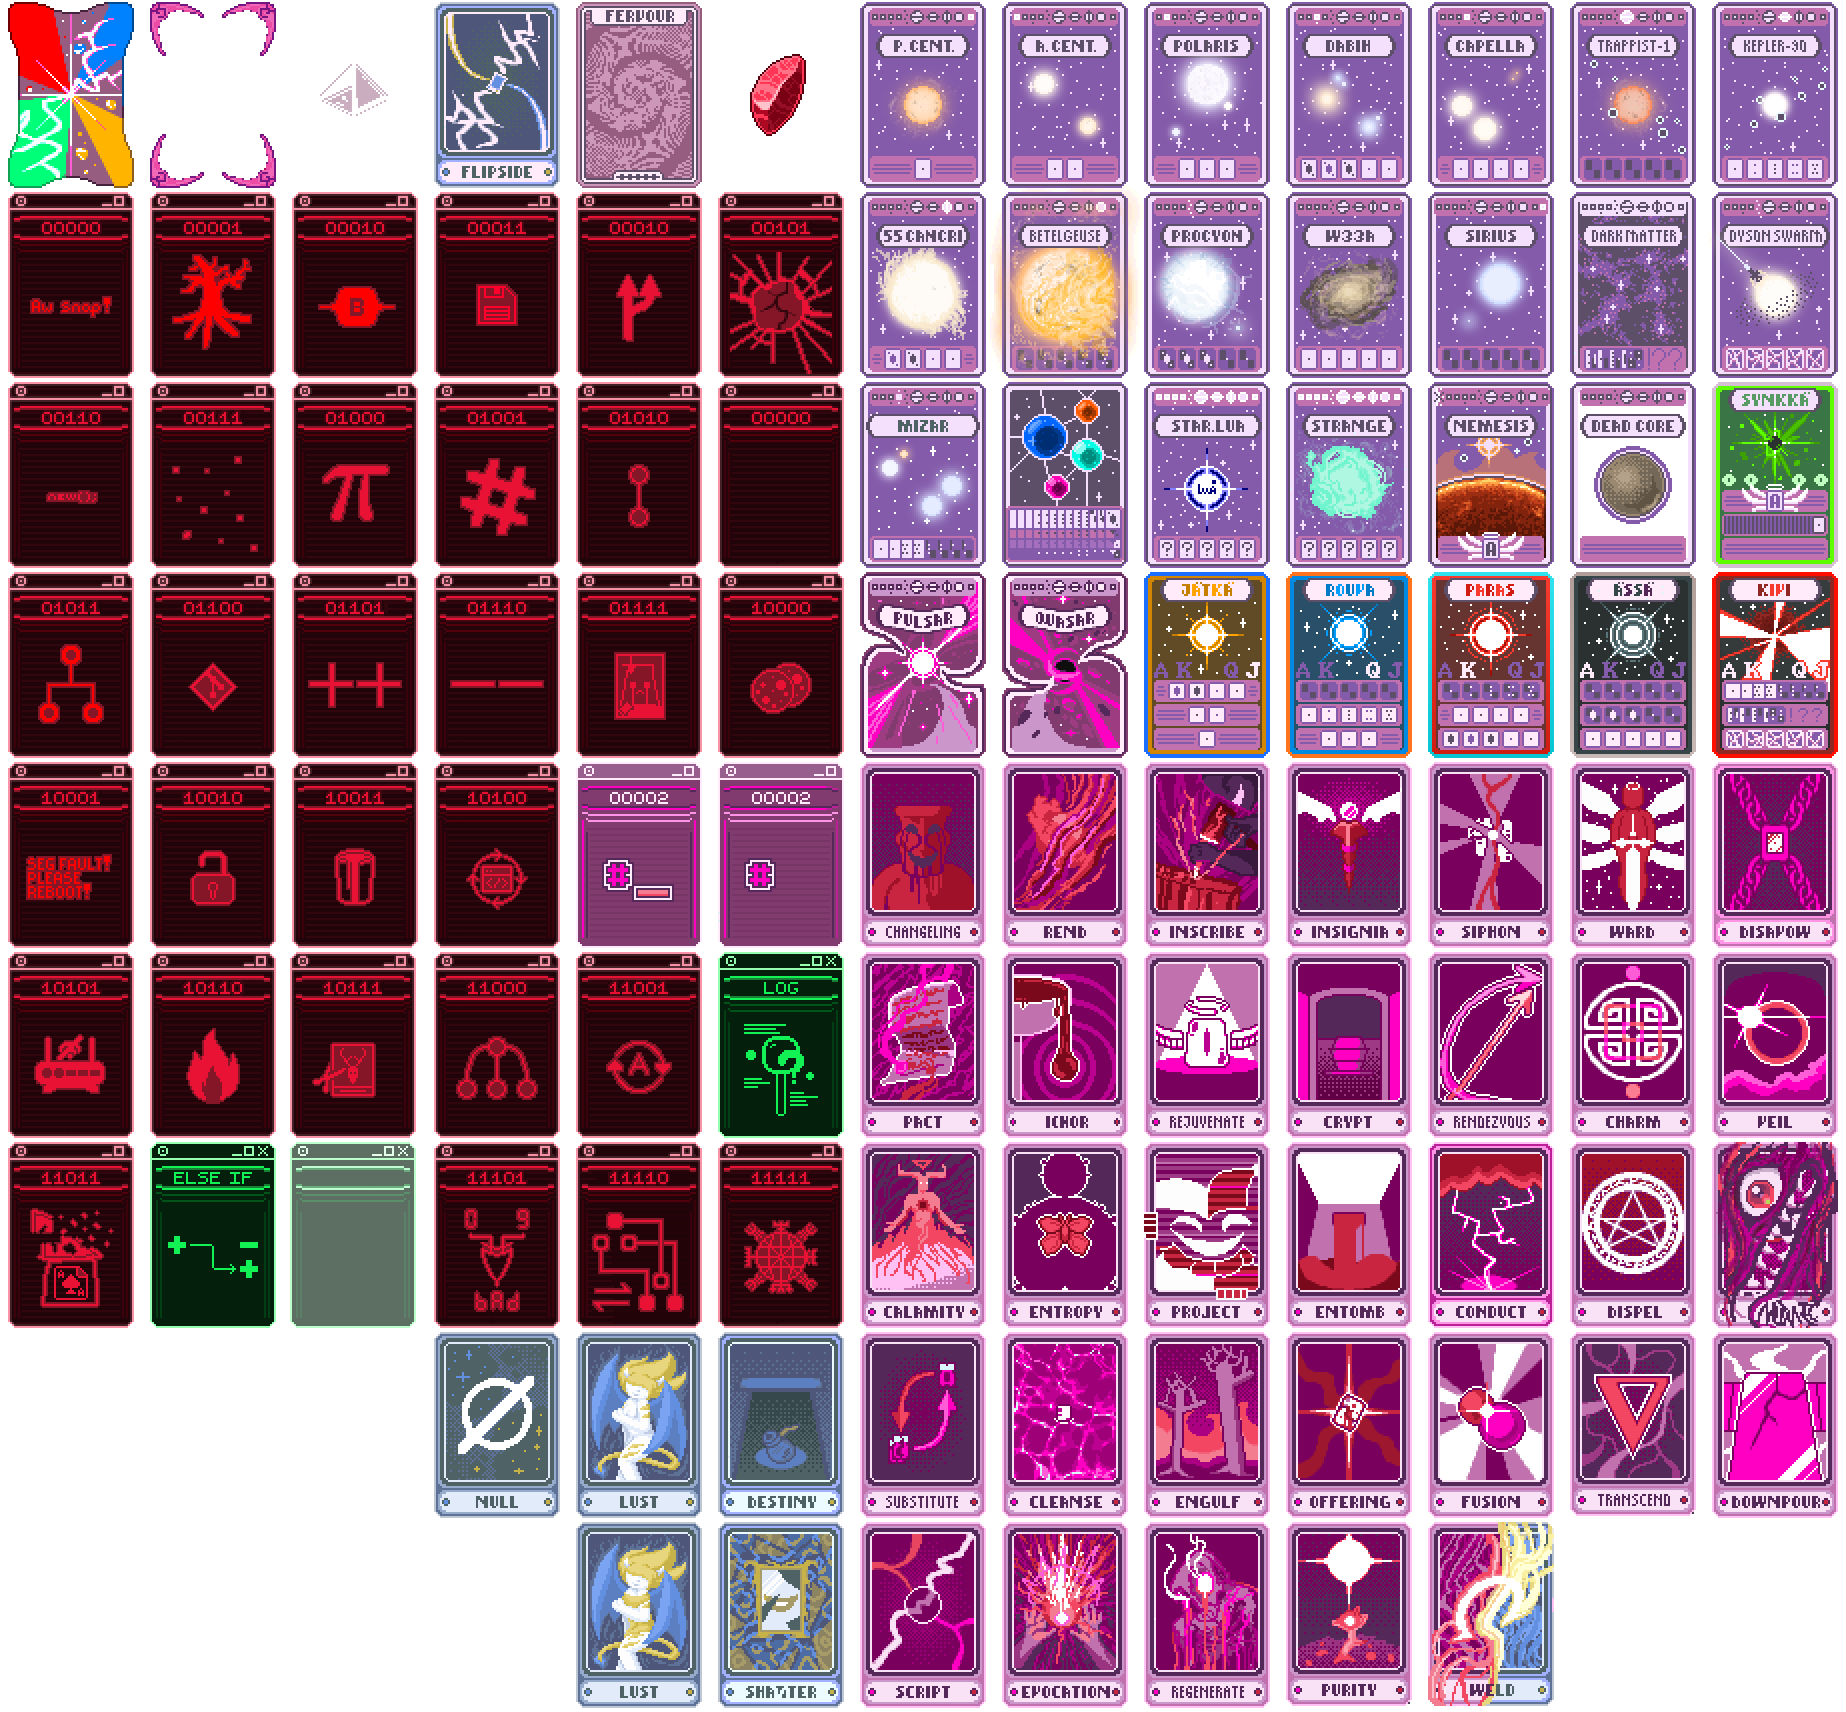 FLIPSIDE
FERVOUR
P.CENT.
A.CENT.
POLARIS
DABIH
CAPELLA
TRAPPIST-1
KEPLER-90
00000
Aw Snap!
00001
00010
B
00011
00010
00101
55 CANCRI
BETELGEUSE
PROCYON
W33A
SIRIUS
DARK MATTER
DYSON SWARM
00110
new();
00111
01000
π
01001
#
01010
00000
MIZAR
STAR.LUA
LUA
? ? ? ? ?
STRANGE
? ? ? ? ?
NEMESIS
A
DEAD CORE
SYNKKÄ
A
01011
01100
01101
++
01110
--
01111
10000
PULSAR
QUASAR
JÄTKÄ
A K Q J
ROUVA
A K Q J
PARAS
A K Q J
ÄSSÄ
A K Q J
KIVI
A K Q J
10001
SEG FAULT!
PLEASE
REBOOT!
10010
10011
10100
00002
#
00002
#
CHANGELING
REND
INSCRIBE
INSIGNIA
SIPHON
WARD
DISAVOW
10101
10110
10111
11000
11001
A
LOG
PACT
ICHOR
REJUVENATE
CRYPT
RENDEZVOUS
CHARM
VEIL
11011
A
ELSE IF
11101
0 9
bAd
11110
11111
CALAMITY
ENTROPY
PROJECT
ENTOMB
CONDUCT
DISPEL
NULL
LUST
DESTINY
SUBSTITUTE
CLEANSE
ENGULF
OFFERING
FUSION
TRANSCEND
DOWNPOUR
LUST
SHATTER
SCRIPT
EVOCATION
REGENERATE
PURITY
WELD